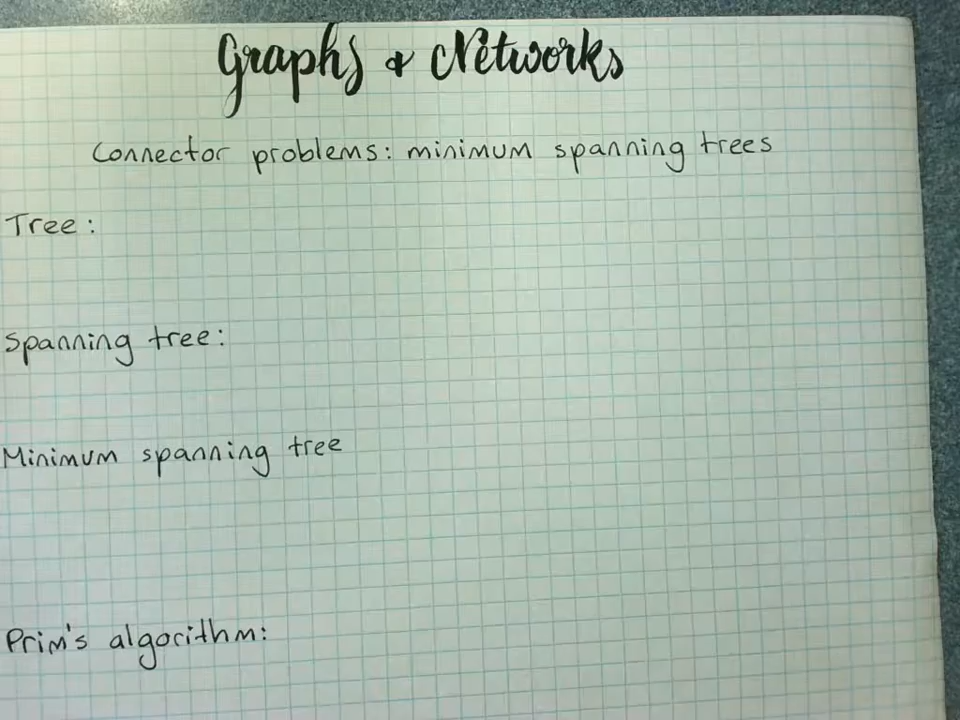 Graphs & Networks
Connector problems: minimum spanning trees
Tree:
Spanning tree:
Minimum spanning tree
Prim's algorithm: